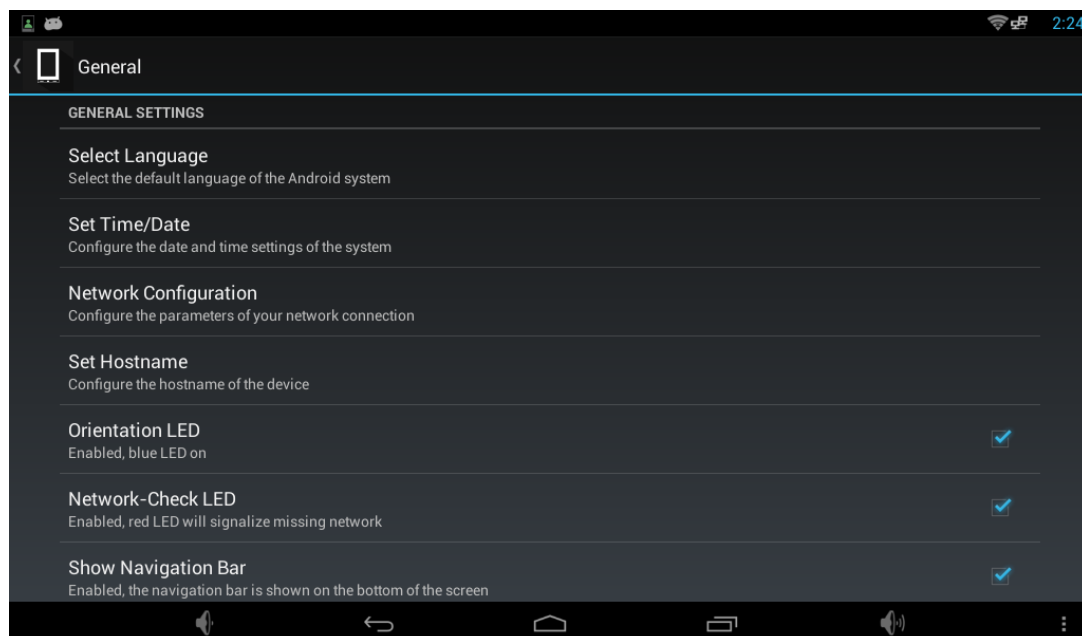 2:24
General
GENERAL SETTINGS
Select Language
Select the default language of the Android system
Set Time/Date
Configure the date and time settings of the system
Network Configuration
Configure the parameters of your network connection
Set Hostname
Configure the hostname of the device
Orientation LED
Enabled, blue LED on
Network-Check LED
Enabled, red LED will signalize missing network
Show Navigation Bar
Enabled, the navigation bar is shown on the bottom of the screen